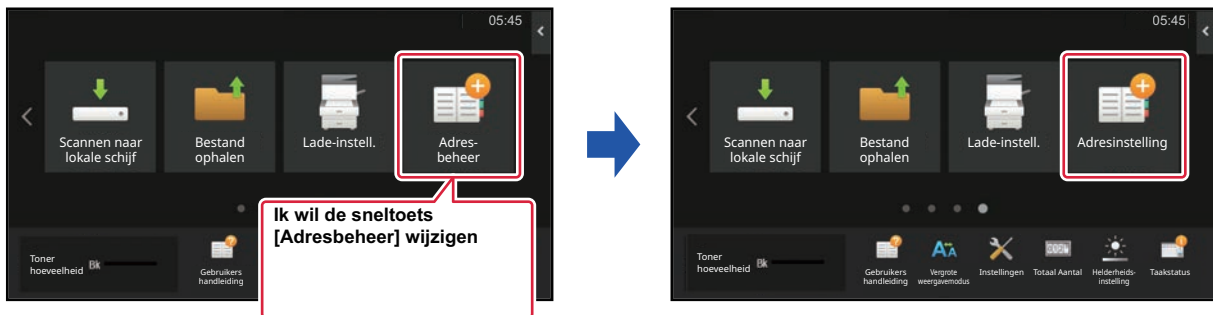 05:45
Scannen naar
lokale schijf
Bestand
ophalen
Lade-instell.
Adres-
beheer
Ik wil de sneltoets
[Adresbeheer] wijzigen
Toner
hoeveelheid
Bk
Gebruikers
handleiding
05:45
Scannen naar
lokale schijf
Bestand
ophalen
Lade-instell.
Adresinstelling
Toner
hoeveelheid
Bk
Gebruikers
handleiding
Vergrote
weergavemodus
Instellingen
Totaal Aantal
Helderheids-
instelling
Taakstatus